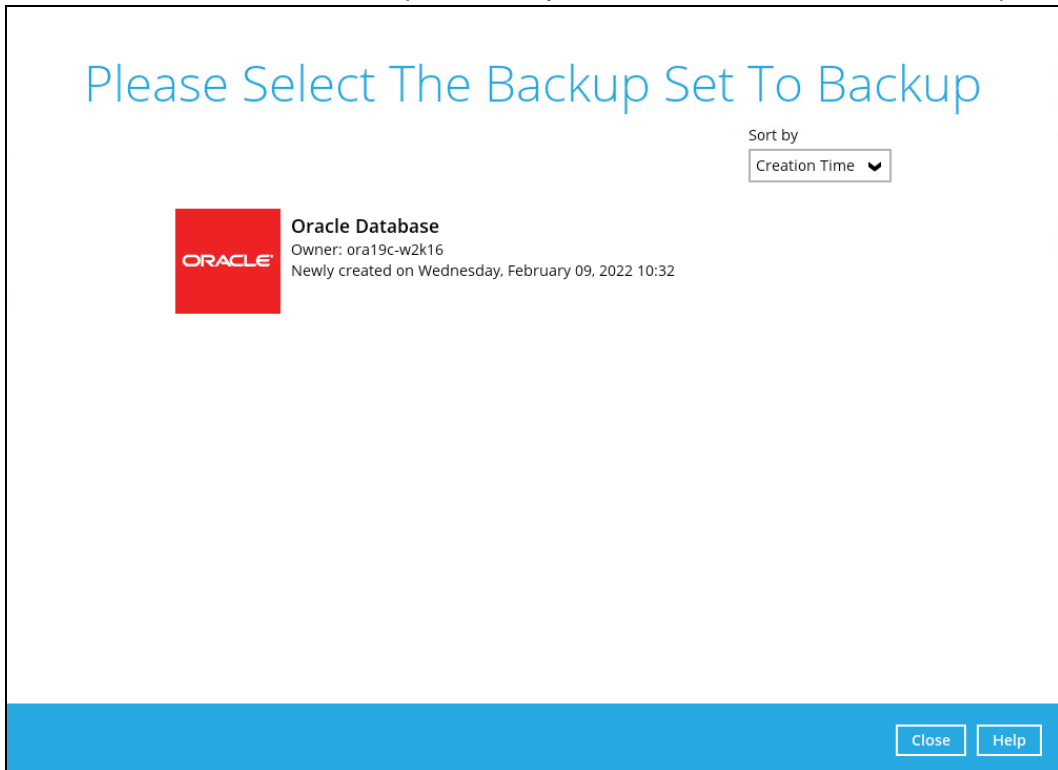 Please Select The Backup Set To Backup
Sort by
Creation Time
ORACLE
Oracle Database
Owner: ora19c-w2k16
Newly created on Wednesday, February 09, 2022 10:32
Close Help